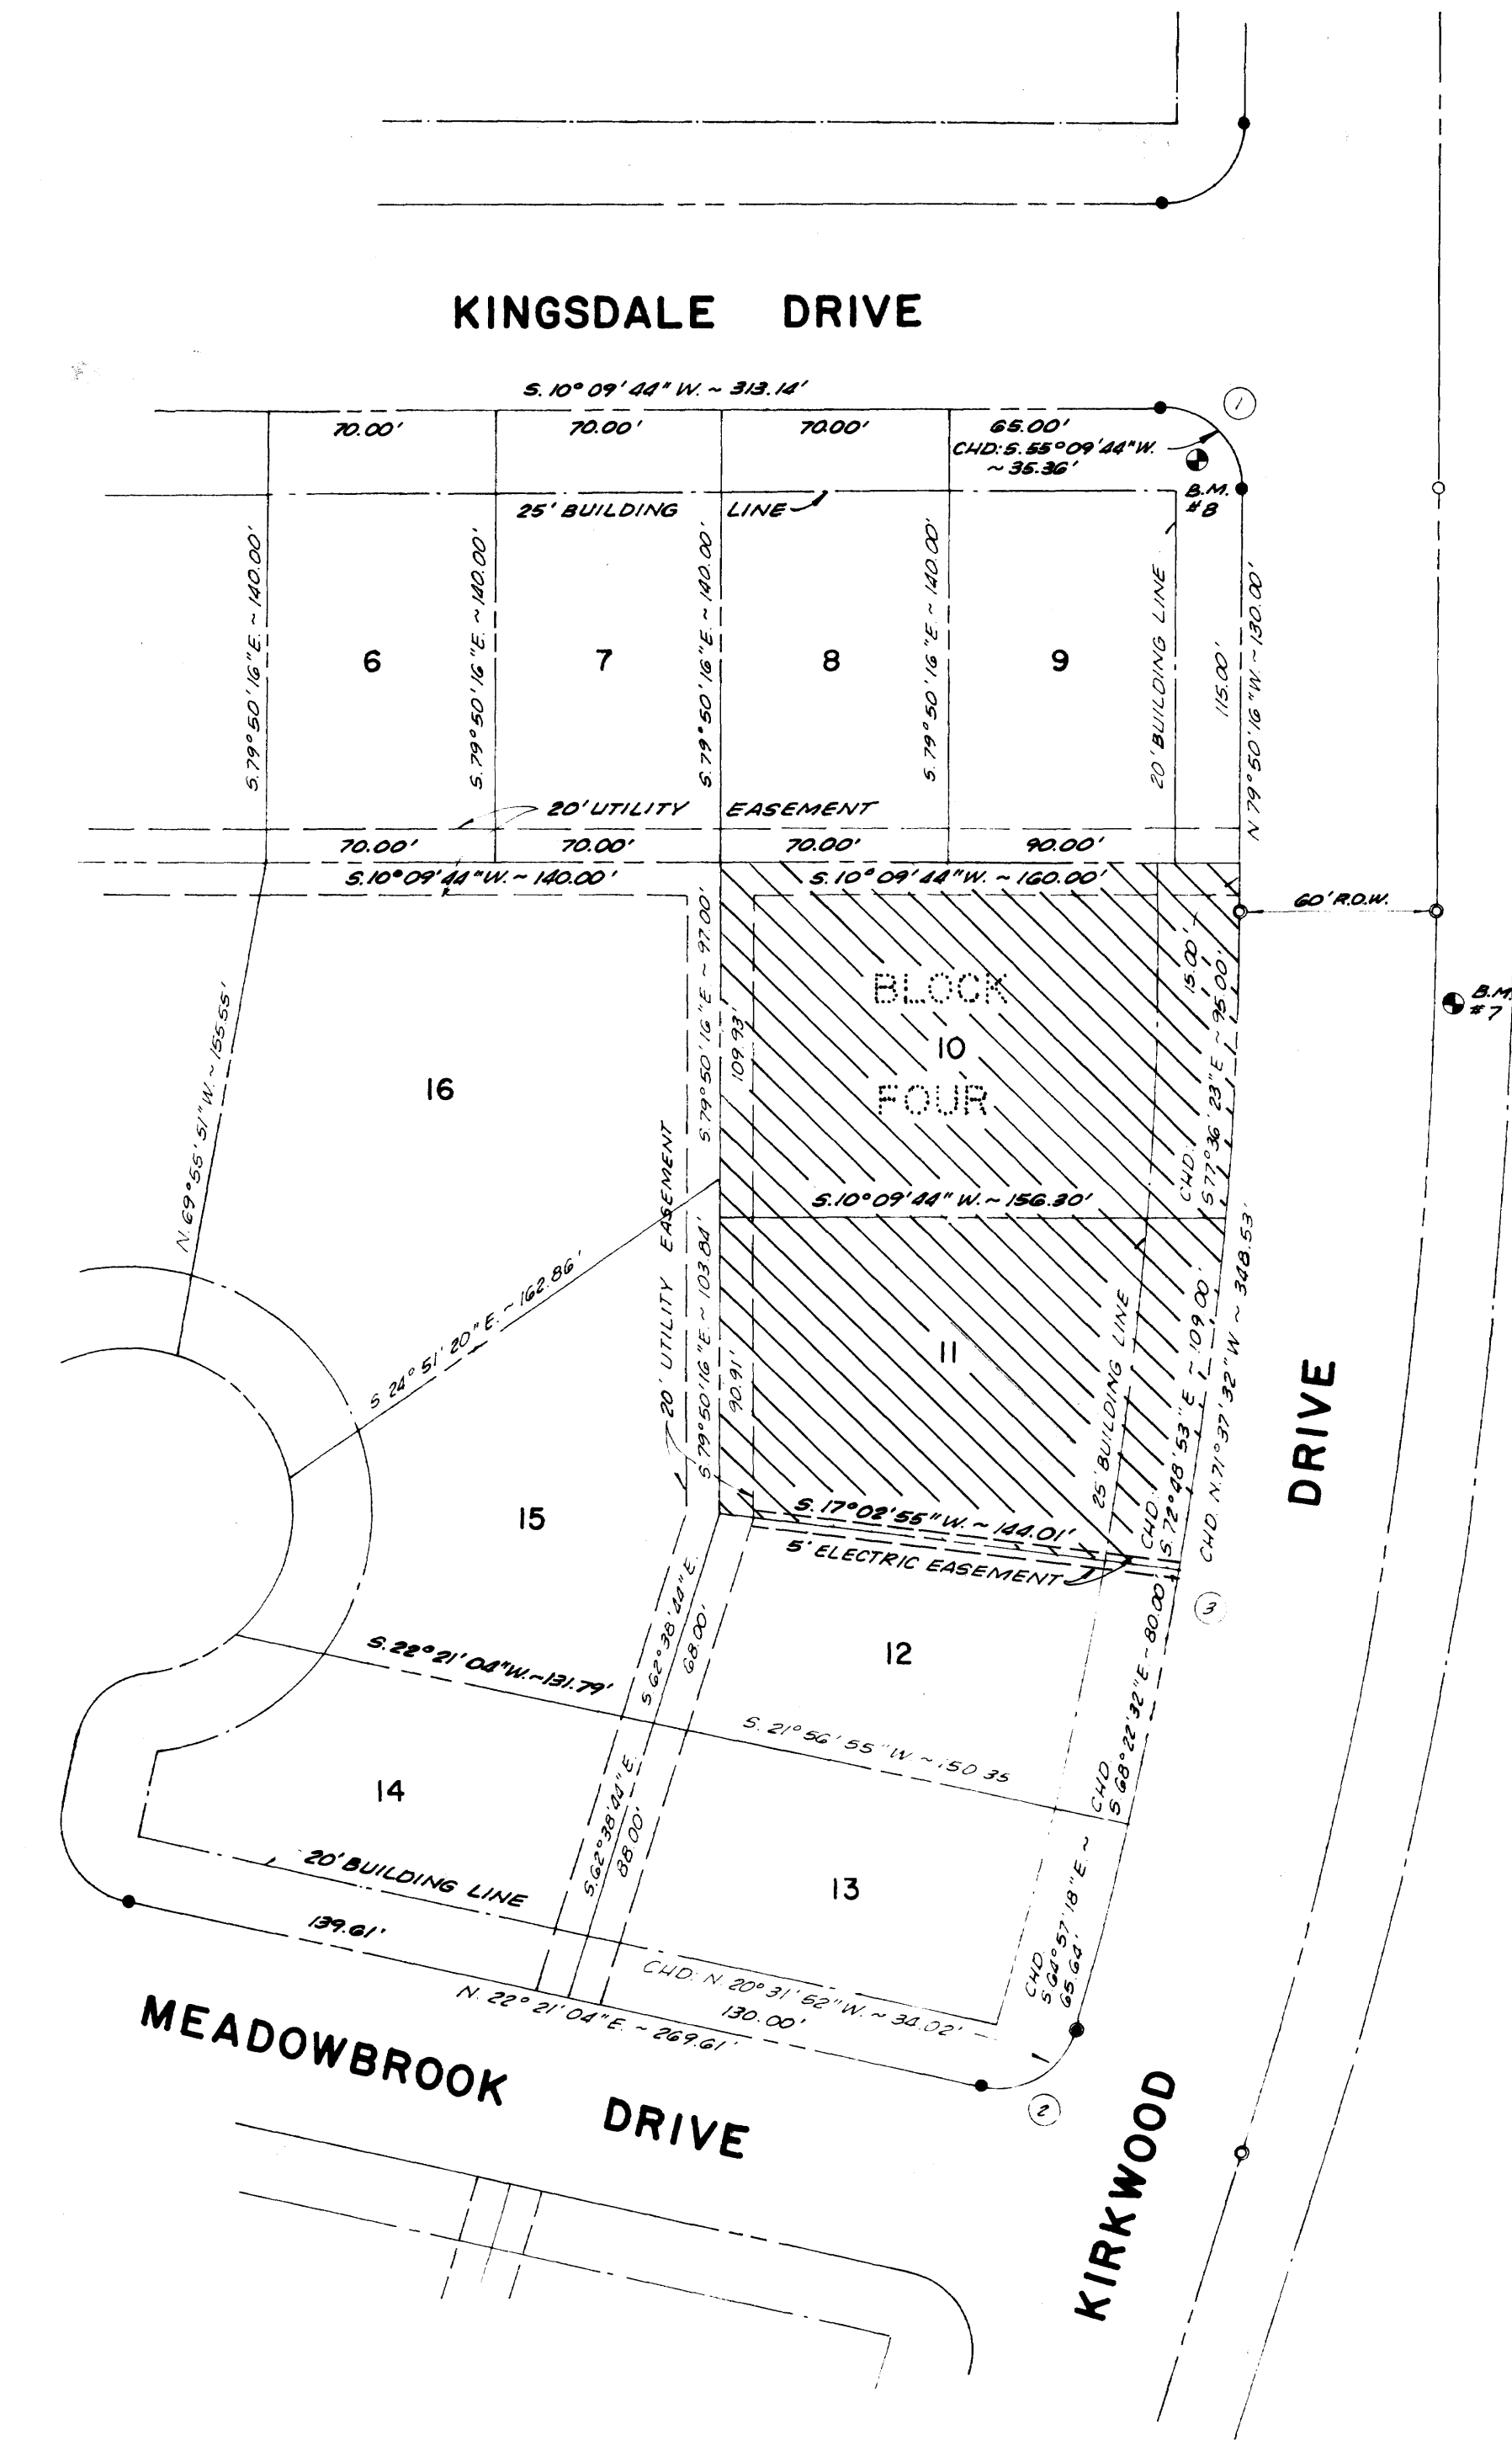 KINGSDALE DRIVE
S. 10° 09' 44" W. ~ 313.14'
1
70.00'
70.00'
70.00'
65.00'
CHD: S. 55° 09' 44" W.
~ 35.36'
B.M.
#8
25' BUILDING LINE
S. 79° 50' 16" E. ~ 140.00'
S. 79° 50' 16" E. ~ 140.00'
S. 79° 50' 16" E. ~ 140.00'
S. 79° 50' 16" E. ~ 140.00'
20' BUILDING LINE
115.00'
N 79° 50' 16" W. ~ 130.00'
6
7
8
9
20' UTILITY EASEMENT
70.00'
70.00'
70.00'
90.00'
S. 10° 09' 44" W. ~ 140.00'
S. 10° 09' 44" W. ~ 160.00'
60' R.O.W.
B.M.
#7
N. 69° 55' 51" W. ~ 155.55'
S. 79° 50' 16" E ~ 97.00'
109.93'
BLOCK
10
FOUR
15.00'
CHD:
S 77° 36' 23" E ~ 95.00'
16
20' UTILITY EASEMENT
S. 10° 09' 44" W. ~ 156.30'
S 24° 51' 20" E. ~ 162.86'
S. 79° 50' 16" E. ~ 103.84'
90.91'
11
25' BUILDING LINE
CHD:
S. 72° 48' 53" E ~ 109.00'
CHD. N. 71° 37' 32" W ~ 348.53'
DRIVE
15
S. 17° 02' 55" W. ~ 144.01'
5' ELECTRIC EASEMENT
3
S. 62° 38' 44" E.
68.00'
12
CHD.
S. 68° 22' 32" E ~ 80.00'
S. 22° 21' 04" W. ~ 131.79'
S. 21° 56' 55" W ~ 150 35
14
S. 62° 38' 44" E.
88.00'
13
CHD.
S. 64° 57' 18" E. ~
65.64'
20' BUILDING LINE
139.61'
CHD: N. 20° 31' 52" W. ~ 34.02'
130.00'
N. 22° 21' 04" E. ~ 269.61'
2
MEADOWBROOK DRIVE
KIRKWOOD